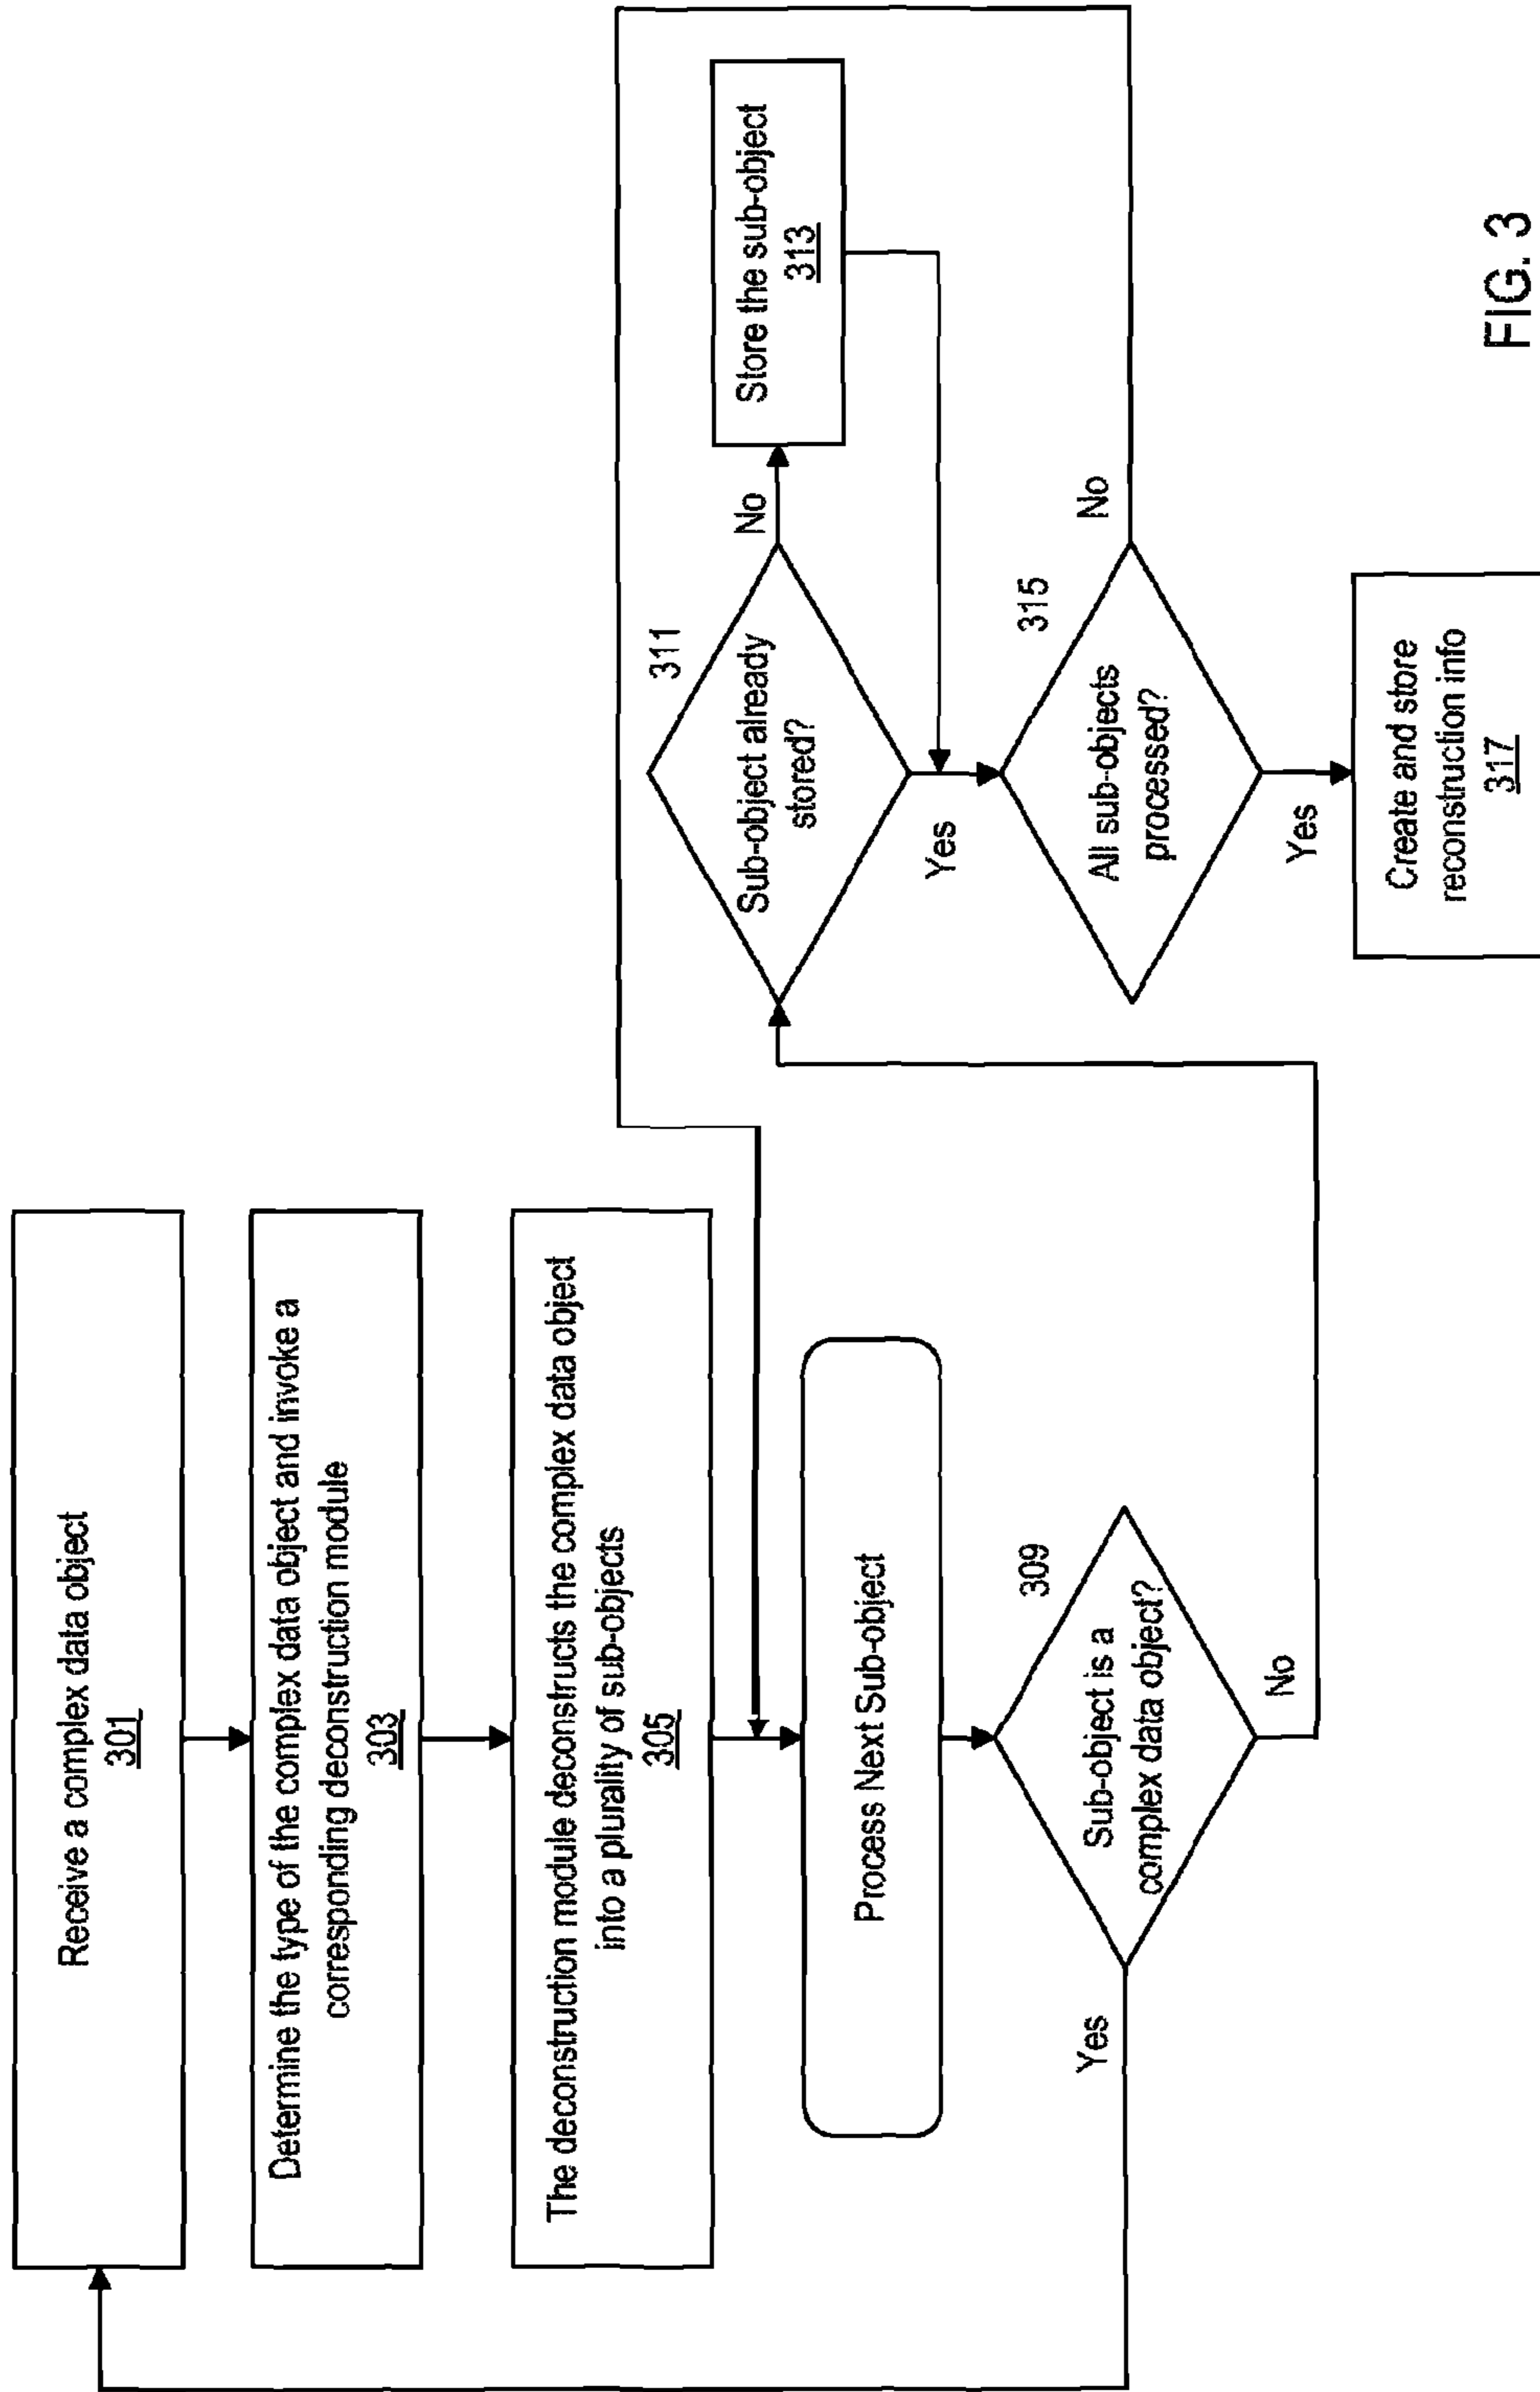 Receive a complex data object
301
Determine the type of the complex data object and invoke a
corresponding deconstruction module
303
The deconstruction module deconstructs the complex data object
into a plurality of sub-objects
305
Process Next Sub-object
309
Sub-object is a
complex data object?
Yes
No
311
Sub-object already
stored?
No
Store the sub-object
313
Yes
315
All sub-objects
processed?
No
Yes
Create and store
reconstruction info
317
FIG. 3